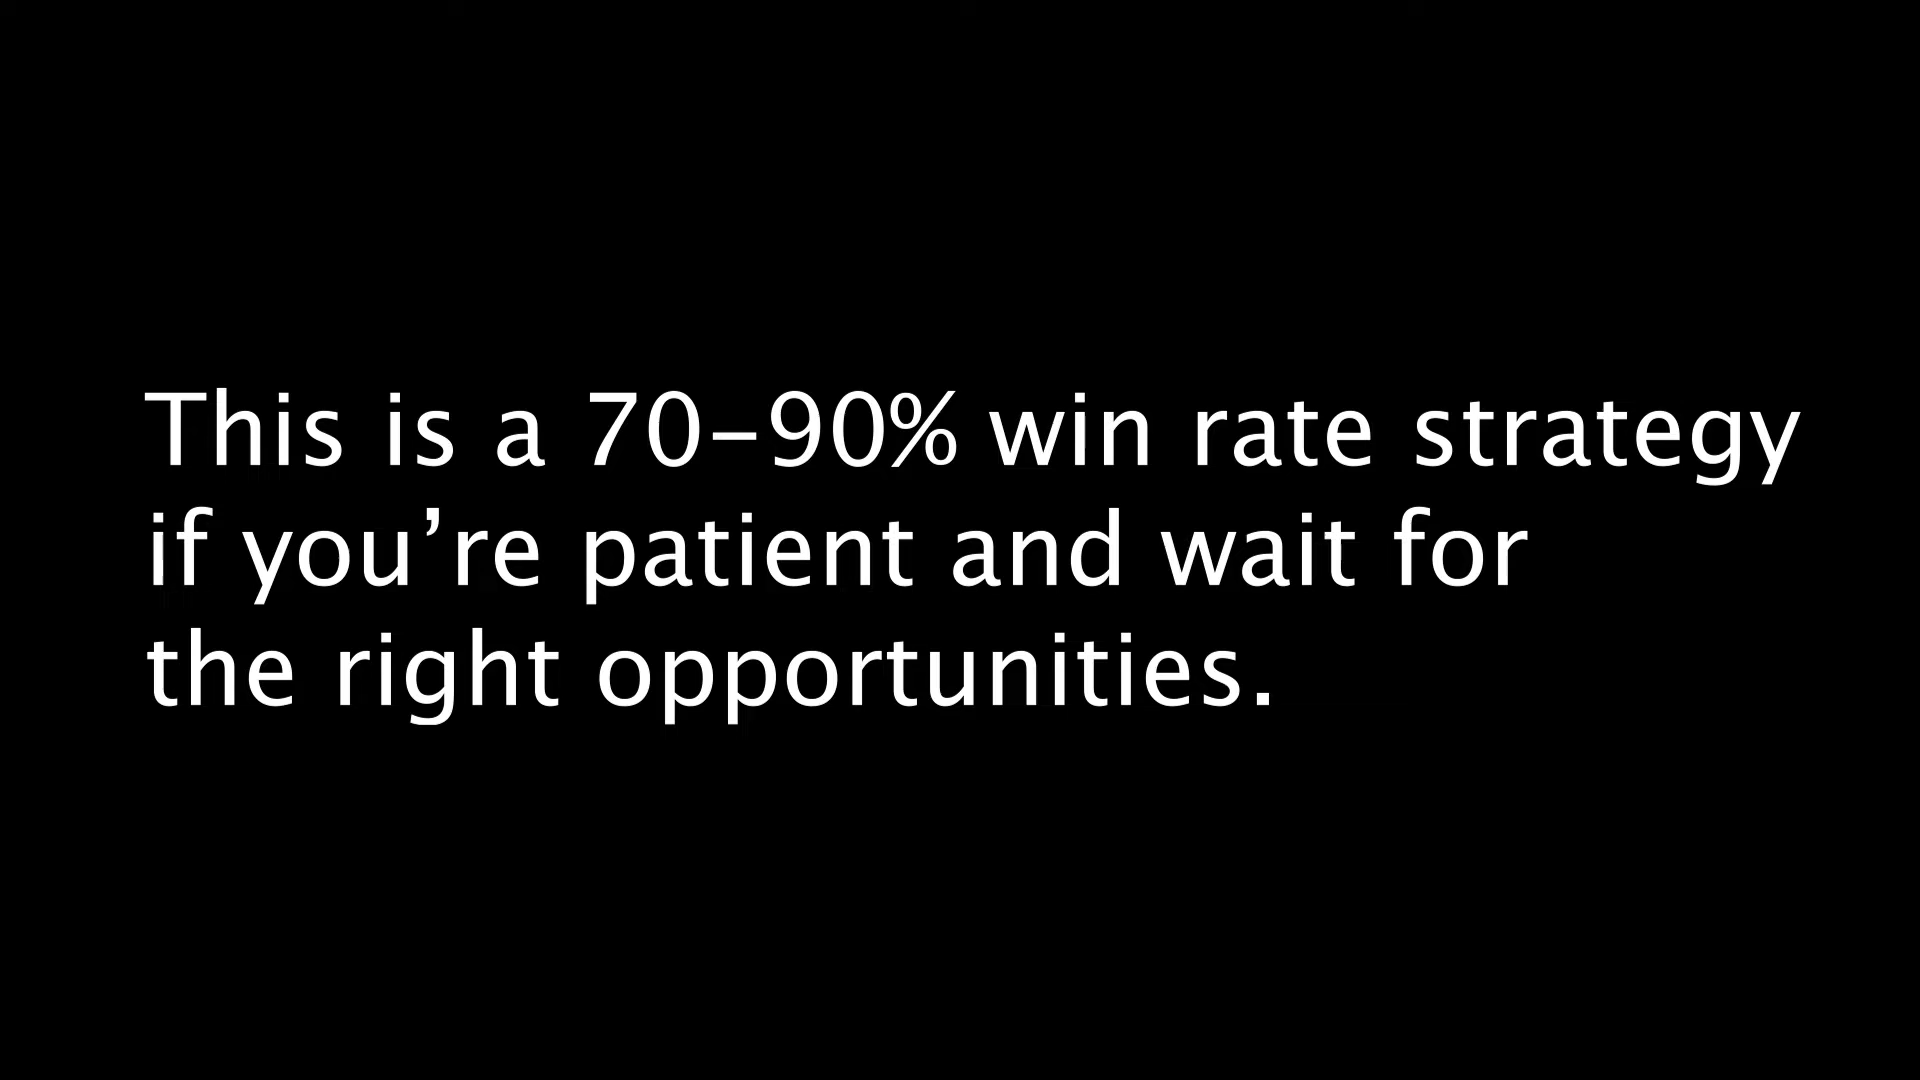 This is a 70-90% win rate strategy
if you’re patient and wait for
the right opportunities.